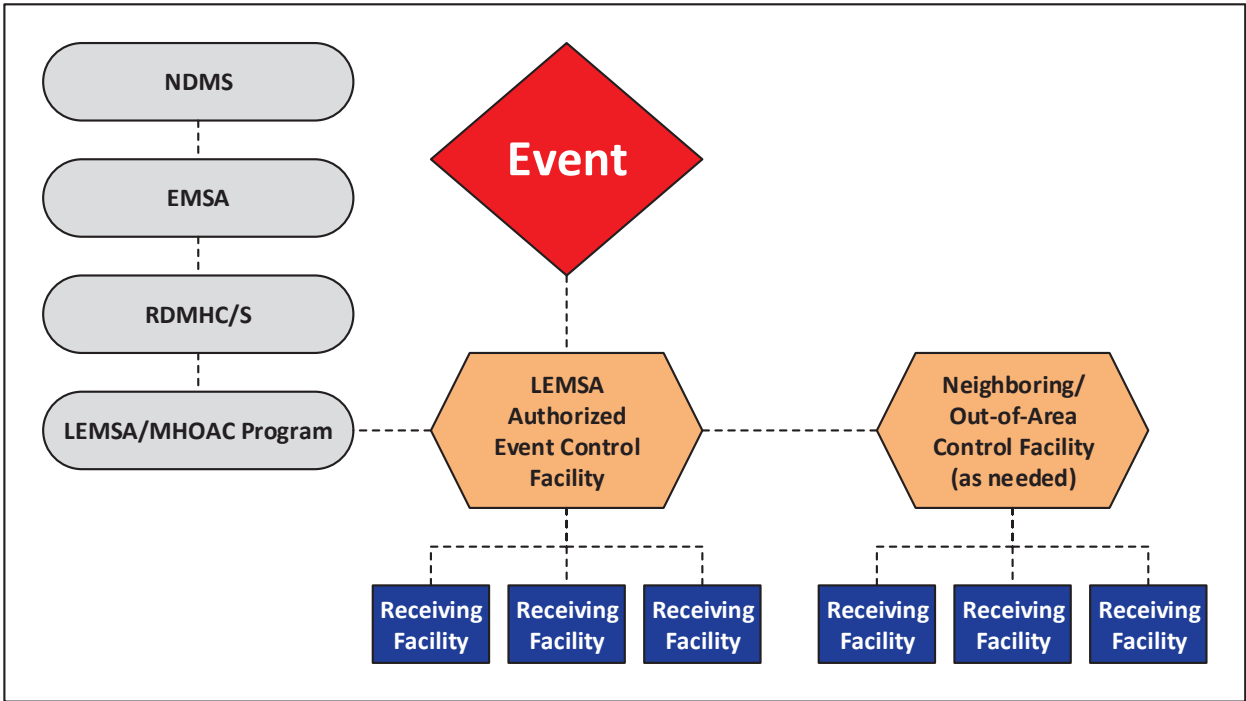 NDMS
EMSA
RDMHC/S
LEMSA/MHOAC Program
Event
LEMSA
Authorized
Event Control
Facility
Neighboring/
Out-of-Area
Control Facility
(as needed)
Receiving
Facility
Receiving
Facility
Receiving
Facility
Receiving
Facility
Receiving
Facility
Receiving
Facility